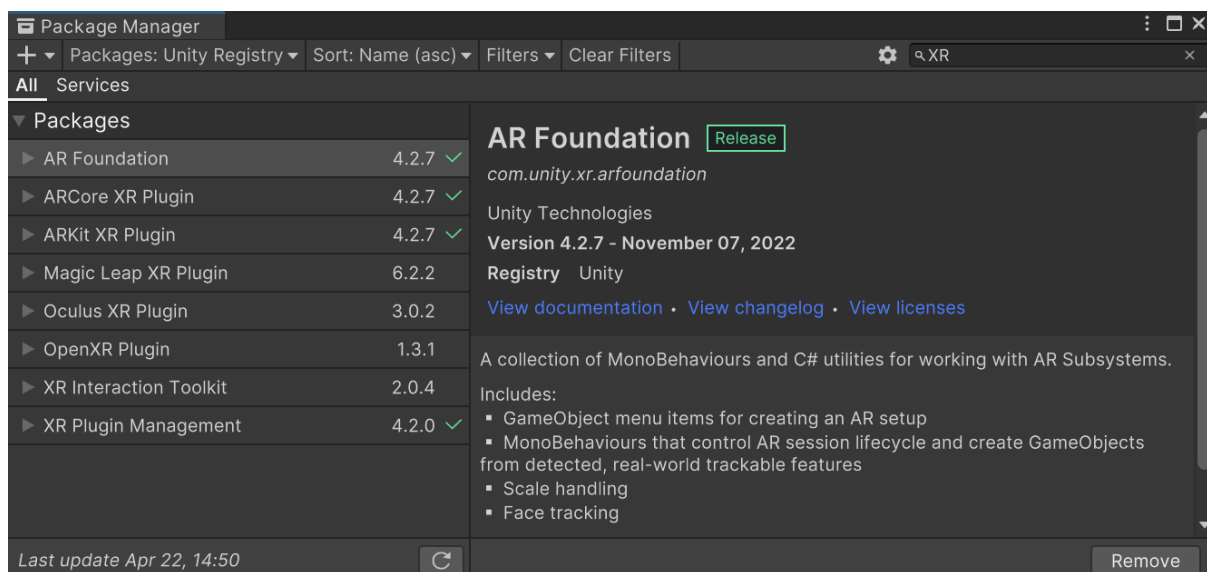 Package Manager
Packages: Unity Registry Sort: Name (asc) Filters Clear Filters XR
All Services
Packages
AR Foundation 4.2.7
ARCore XR Plugin 4.2.7
ARKit XR Plugin 4.2.7
Magic Leap XR Plugin 6.2.2
Oculus XR Plugin 3.0.2
OpenXR Plugin 1.3.1
XR Interaction Toolkit 2.0.4
XR Plugin Management 4.2.0
Last update Apr 22, 14:50
AR Foundation Release
com.unity.xr.arfoundation
Unity Technologies
Version 4.2.7 - November 07, 2022
Registry Unity
View documentation • View changelog • View licenses
A collection of MonoBehaviours and C# utilities for working with AR Subsystems.
Includes:
▪ GameObject menu items for creating an AR setup
▪ MonoBehaviours that control AR session lifecycle and create GameObjects
from detected, real-world trackable features
▪ Scale handling
▪ Face tracking
Remove